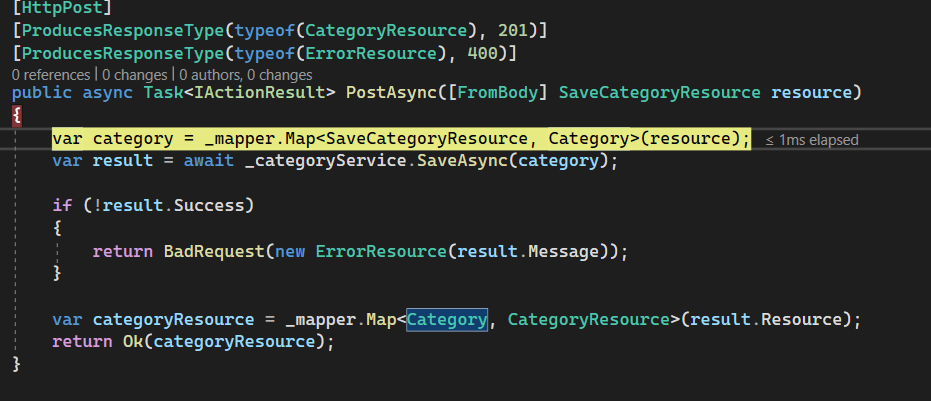 [HttpPost]
[ProducesResponseType(typeof(CategoryResource), 201)]
[ProducesResponseType(typeof(ErrorResource), 400)]
0 references | 0 changes | 0 authors, 0 changes
public async Task<IActionResult> PostAsync([FromBody] SaveCategoryResource resource)
{
var category = _mapper.Map<SaveCategoryResource, Category>(resource); ≤ 1ms elapsed
var result = await _categoryService.SaveAsync(category);
if (!result.Success)
{
return BadRequest(new ErrorResource(result.Message));
}
var categoryResource = _mapper.Map<Category, CategoryResource>(result.Resource);
return Ok(categoryResource);
}